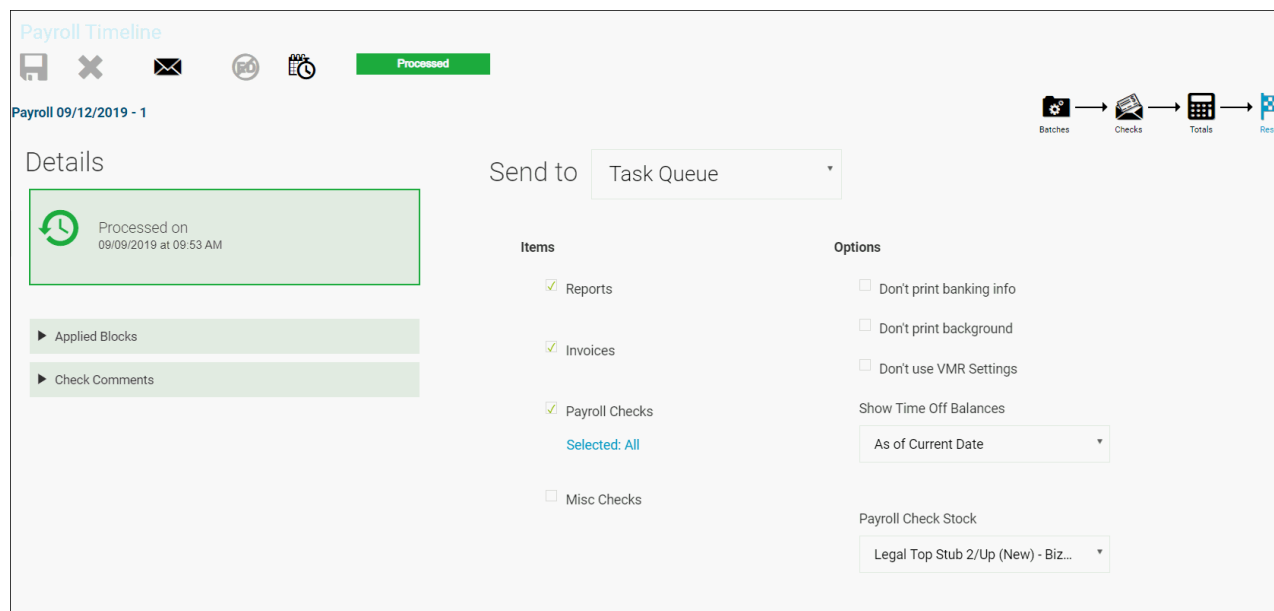 Payroll Timeline
Processed
Payroll 09/12/2019 - 1
Batches
Checks
Totals
Res
Details
Send to
Task Queue
Processed on
09/09/2019 at 09:53 AM
Items
Options
Reports
Don't print banking info
Applied Blocks
Don't print background
Invoices
Don't use VMR Settings
Check Comments
Payroll Checks
Show Time Off Balances
Selected: All
As of Current Date
Misc Checks
Payroll Check Stock
Legal Top Stub 2/Up (New) - Biz...